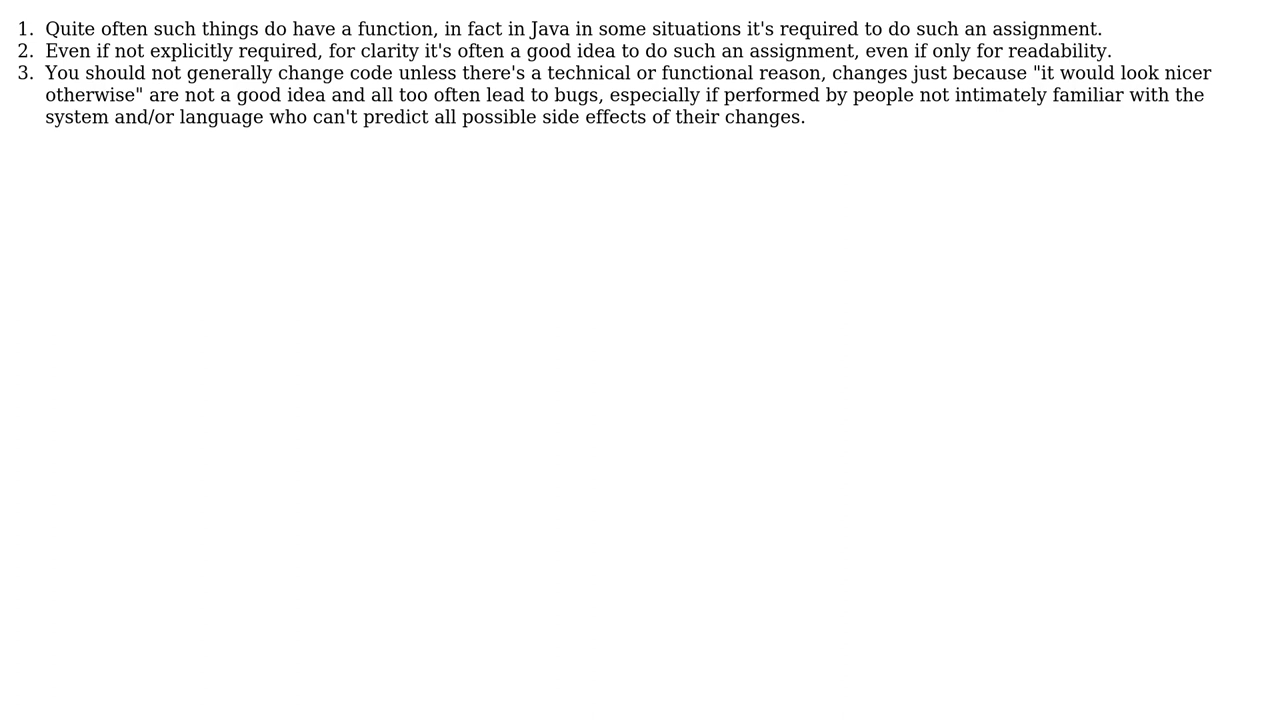 1. Quite often such things do have a function, in fact in Java in some situations it's required to do such an assignment.
2. Even if not explicitly required, for clarity it's often a good idea to do such an assignment, even if only for readability.
3. You should not generally change code unless there's a technical or functional reason, changes just because "it would look nicer
otherwise" are not a good idea and all too often lead to bugs, especially if performed by people not intimately familiar with the
system and/or language who can't predict all possible side effects of their changes.